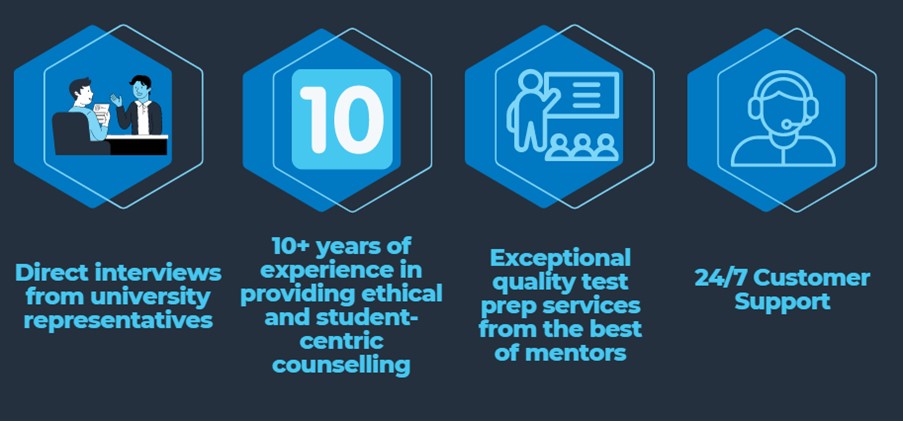 10
Direct interviews
from university
representatives
10+ years of
experience in
providing ethical
and student-
centric
counselling
Exceptional
quality test
prep services
from the best
of mentors
24/7 Customer
Support